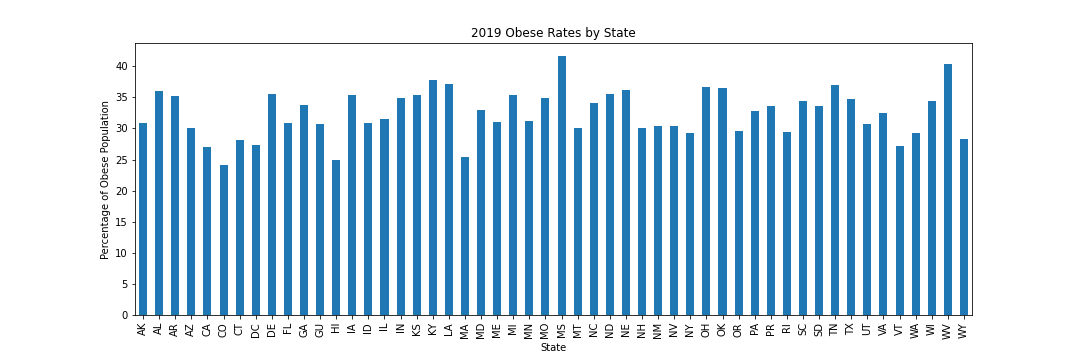 2019 Obese Rates by State
Percentage of Obese Population
40
35
30
25
20
15
10
5
0
AK AL AR AZ CA CO CT DC DE FL GA GU HI IA ID IL IN KS KY LA MA MD ME MI MN MO MS MT NC ND NE NH NM NV NY OH OK OR PA PR RI SC SD TN TX UT VA VT WA WI WV WY
State